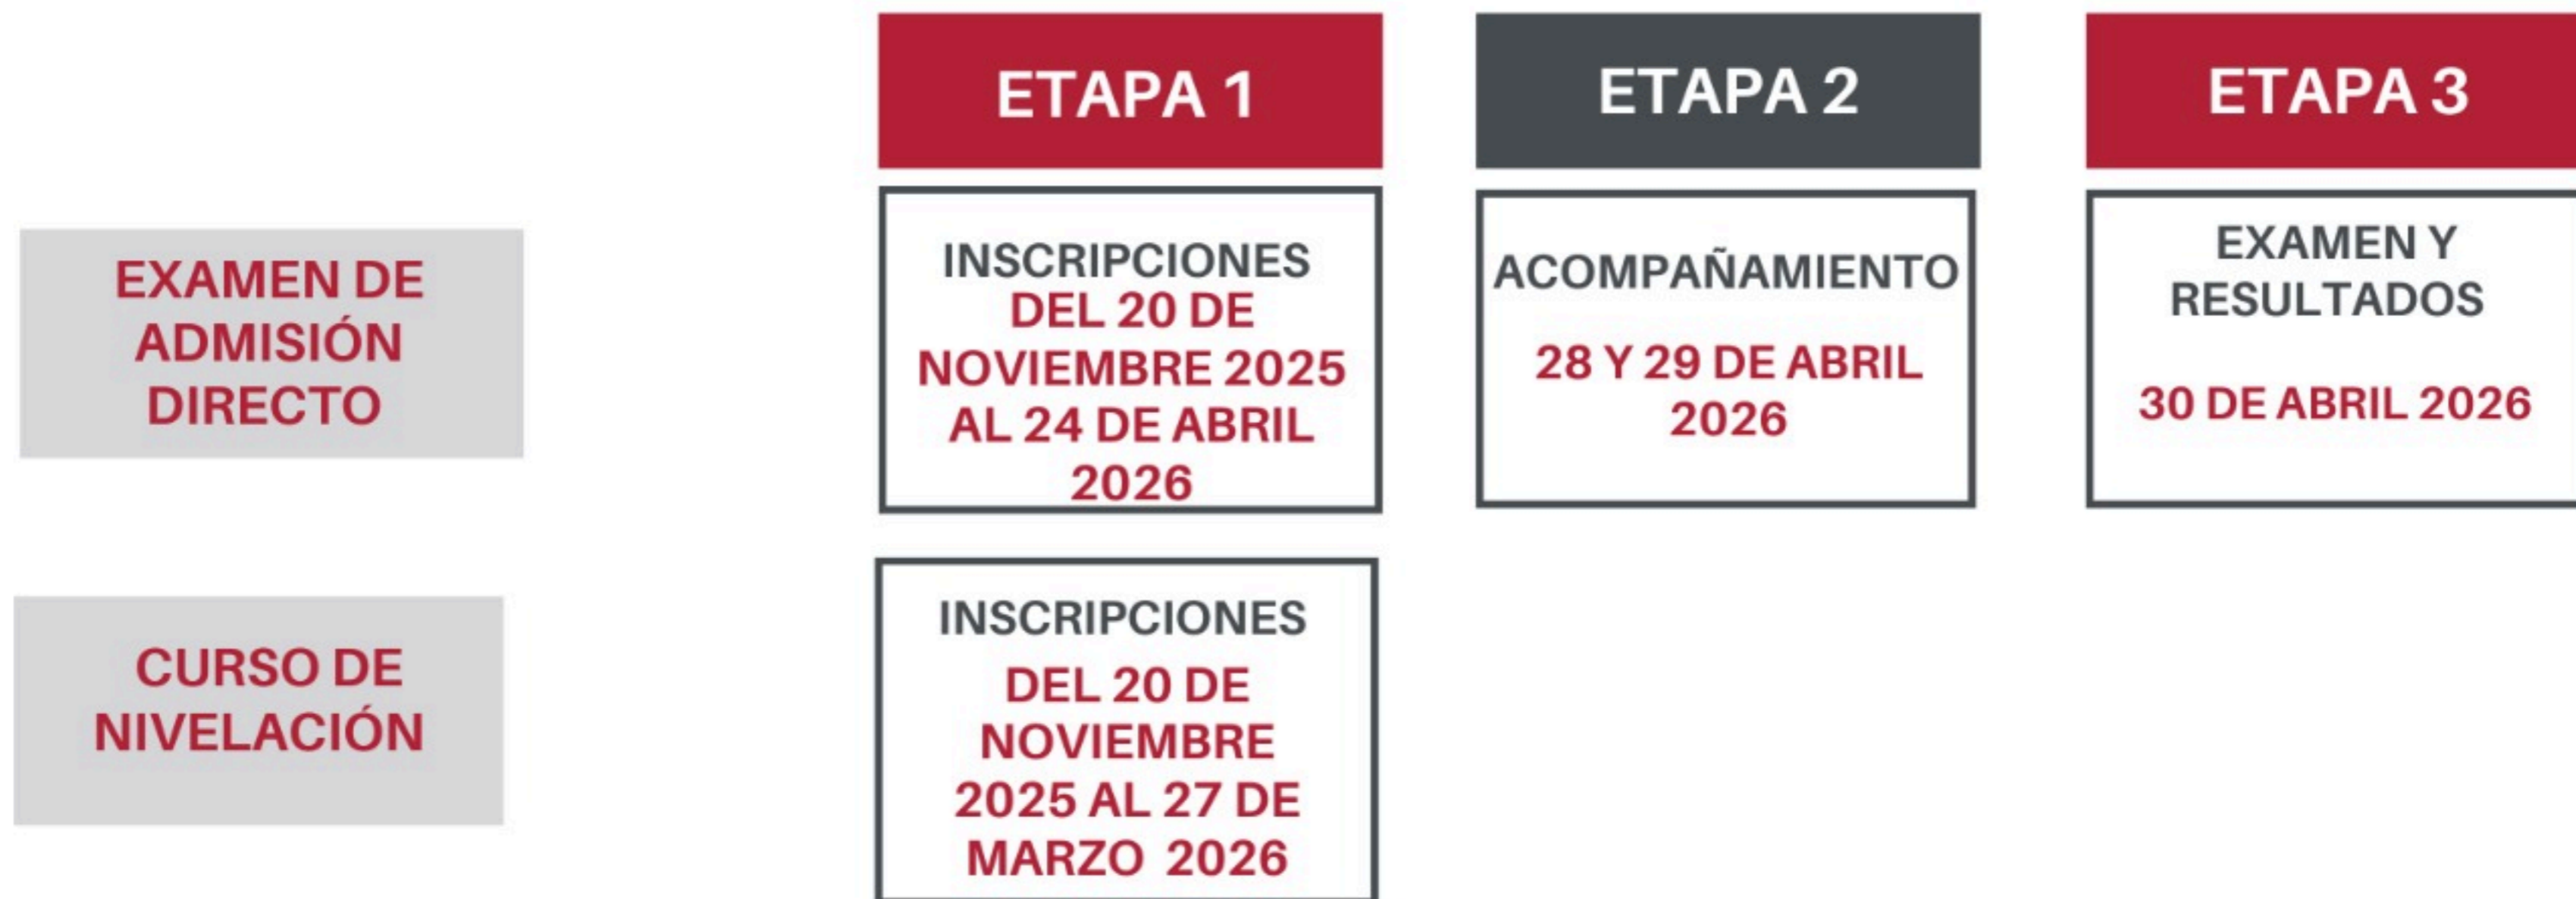 ETAPA 1
ETAPA 2
ETAPA 3
EXAMEN DE
ADMISIÓN
DIRECTO
INSCRIPCIONES
DEL 20 DE
NOVIEMBRE 2025
AL 24 DE ABRIL
2026
ACOMPAÑAMIENTO
28 Y 29 DE ABRIL
2026
EXAMEN Y
RESULTADOS
30 DE ABRIL 2026
CURSO DE
NIVELACIÓN
INSCRIPCIONES
DEL 20 DE
NOVIEMBRE
2025 AL 27 DE
MARZO 2026